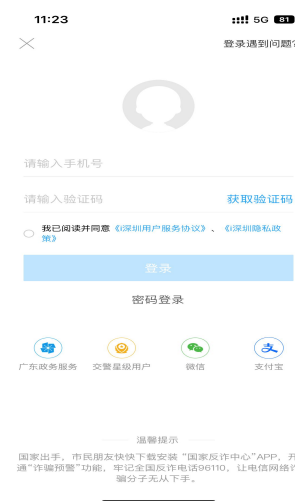 11:23
5G 81
登录遇到问题?
请输入手机号
请输入验证码
获取验证码
我已阅读并同意《i深圳用户服务协议》、《i深圳隐私政
策》
登录
密码登录
广东政务服务 交警星级用户 微信 支付宝
温馨提示
国家出手，市民朋友快快下载安装 “国家反诈中心”APP，开
通“诈骗预警”功能，牢记全国反诈电话96110，让电信网络诈
骗分子无从下手。